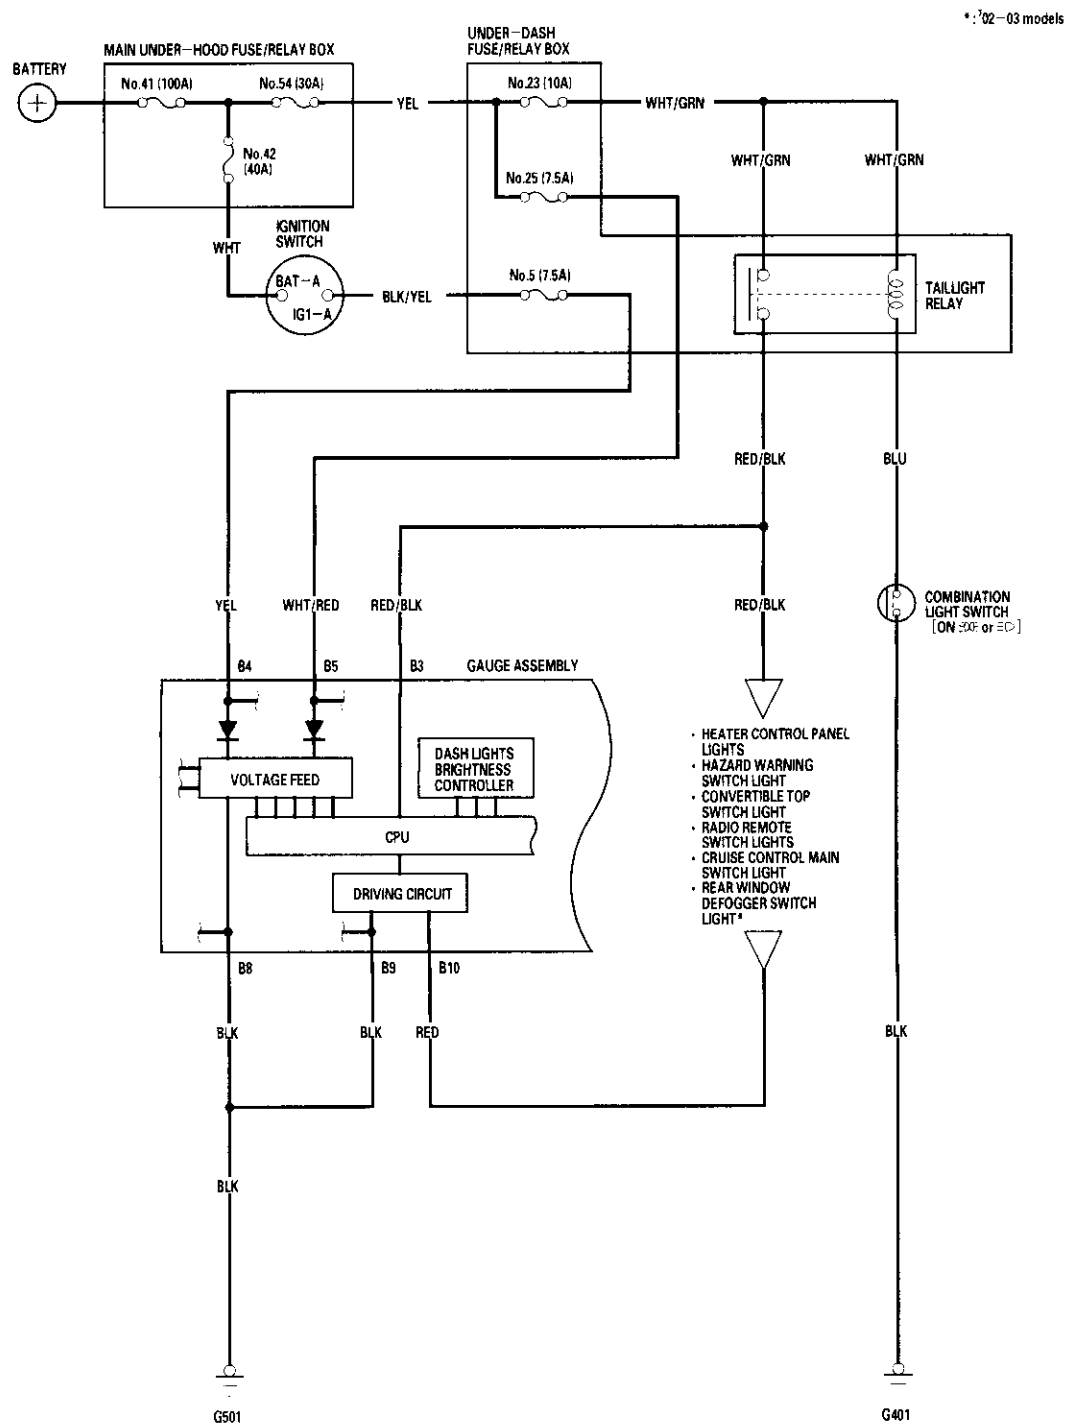 *:'02-03 models
UNDER-DASH
FUSE/RELAY BOX
MAIN UNDER-HOOD FUSE/RELAY BOX
BATTERY
No.41 (100A)
No.54 (30A)
No.23 (10A)
YEL
WHT/GRN
No.42
(40A)
WHT/GRN
WHT/GRN
No.25 (7.5A)
IGNITION
SWITCH
WHT
BAT-A
IG1-A
BLK/YEL
No.5 (7.5A)
TAILLIGHT
RELAY
RED/BLK
BLU
YEL
WHT/RED
RED/BLK
RED/BLK
COMBINATION
LIGHT SWITCH
[ON or ]
B4
B5
B3
GAUGE ASSEMBLY
VOLTAGE FEED
DASH LIGHTS
BRIGHTNESS
CONTROLLER
CPU
DRIVING CIRCUIT
• HEATER CONTROL PANEL
LIGHTS
• HAZARD WARNING
SWITCH LIGHT
• CONVERTIBLE TOP
SWITCH LIGHT
• RADIO REMOTE
SWITCH LIGHTS
• CRUISE CONTROL MAIN
SWITCH LIGHT
• REAR WINDOW
DEFOGGER SWITCH
LIGHT*
B8
B9
B10
BLK
BLK
RED
BLK
BLK
G501
G401